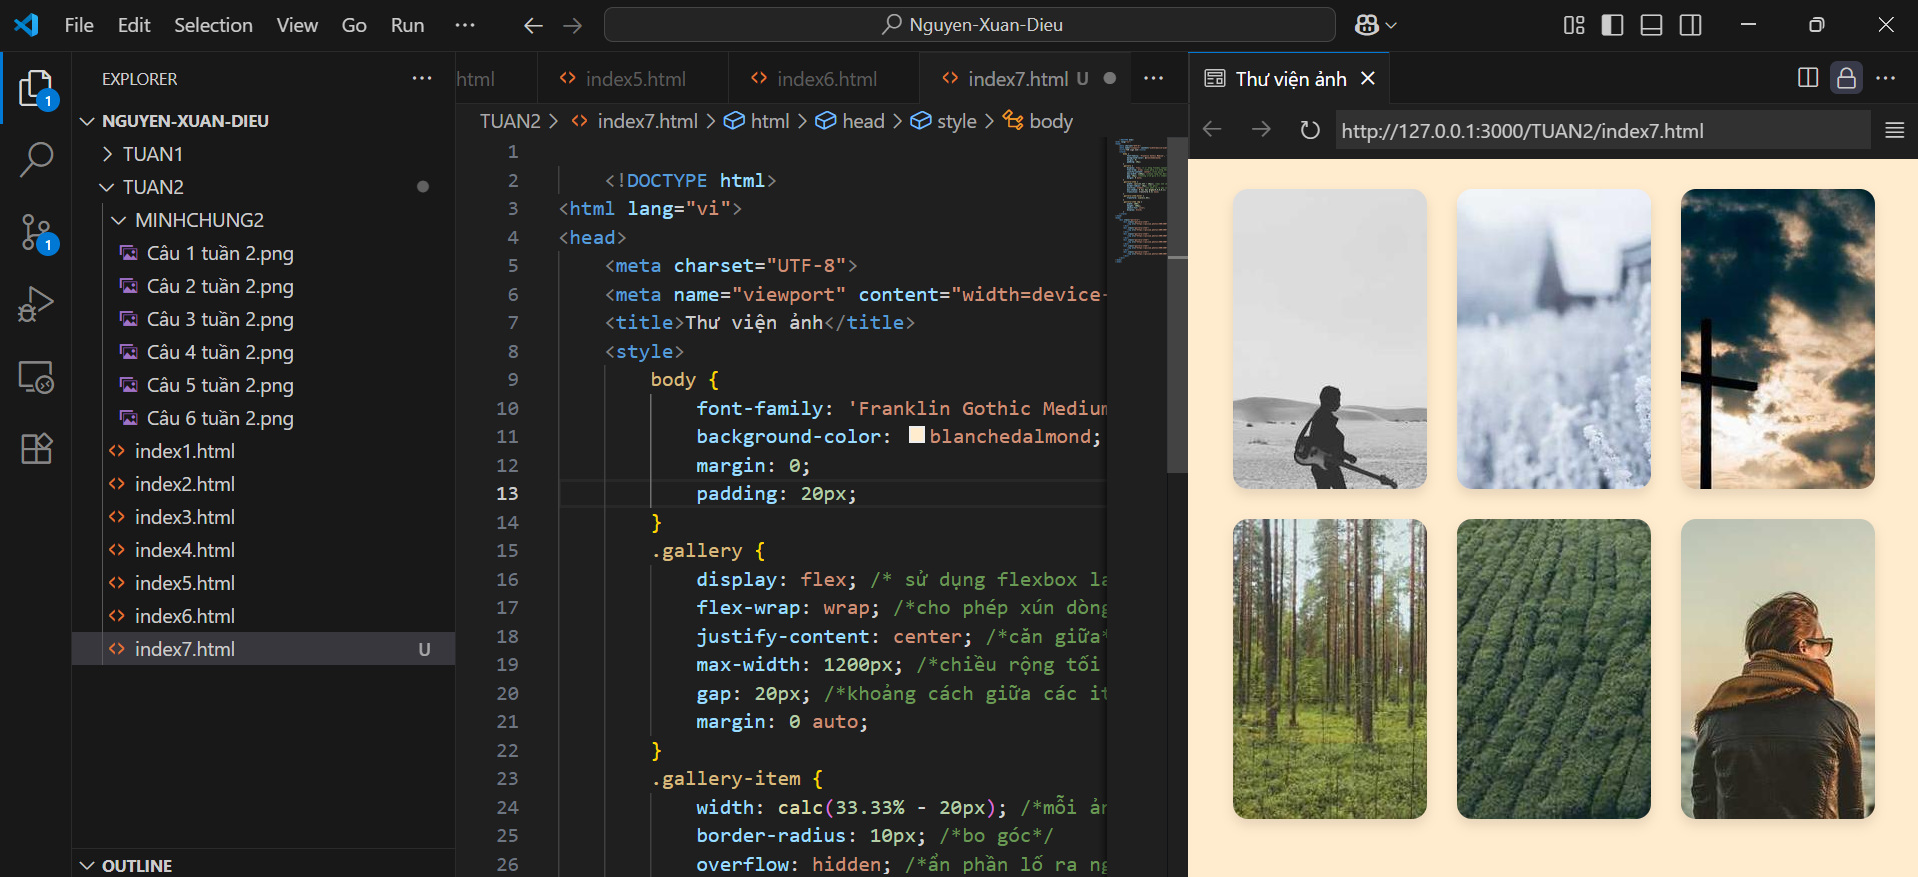 File Edit Selection View Go Run ··· Nguyen-Xuan-Dieu
EXPLORER ···
NGUYEN-XUAN-DIEU
TUAN1
TUAN2
MINHCHUNG2
Câu 1 tuần 2.png
Câu 2 tuần 2.png
Câu 3 tuần 2.png
Câu 4 tuần 2.png
Câu 5 tuần 2.png
Câu 6 tuần 2.png
index1.html
index2.html
index3.html
index4.html
index5.html
index6.html
index7.html U
OUTLINE
1
1
html index5.html index6.html index7.html U ···
TUAN2 > index7.html > html > head > style > body
1
2 <!DOCTYPE html>
3 <html lang="vi">
4 <head>
5 <meta charset="UTF-8">
6 <meta name="viewport" content="width=device-
7 <title>Thư viện ảnh</title>
8 <style>
9 body {
10 font-family: 'Franklin Gothic Medium
11 background-color: blanchedalmond;
12 margin: 0;
13 padding: 20px;
14 }
15 .gallery {
16 display: flex; /* sử dụng flexbox la
17 flex-wrap: wrap; /*cho phép xún dòng
18 justify-content: center; /*căn giữa*
19 max-width: 1200px; /*chiều rộng tối
20 gap: 20px; /*khoảng cách giữa các it
21 margin: 0 auto;
22 }
23 .gallery-item {
24 width: calc(33.33% - 20px); /*mỗi ản
25 border-radius: 10px; /*bo góc*/
26 overflow: hidden; /*ẩn phần lố ra ng
Thư viện ảnh
http://127.0.0.1:3000/TUAN2/index7.html